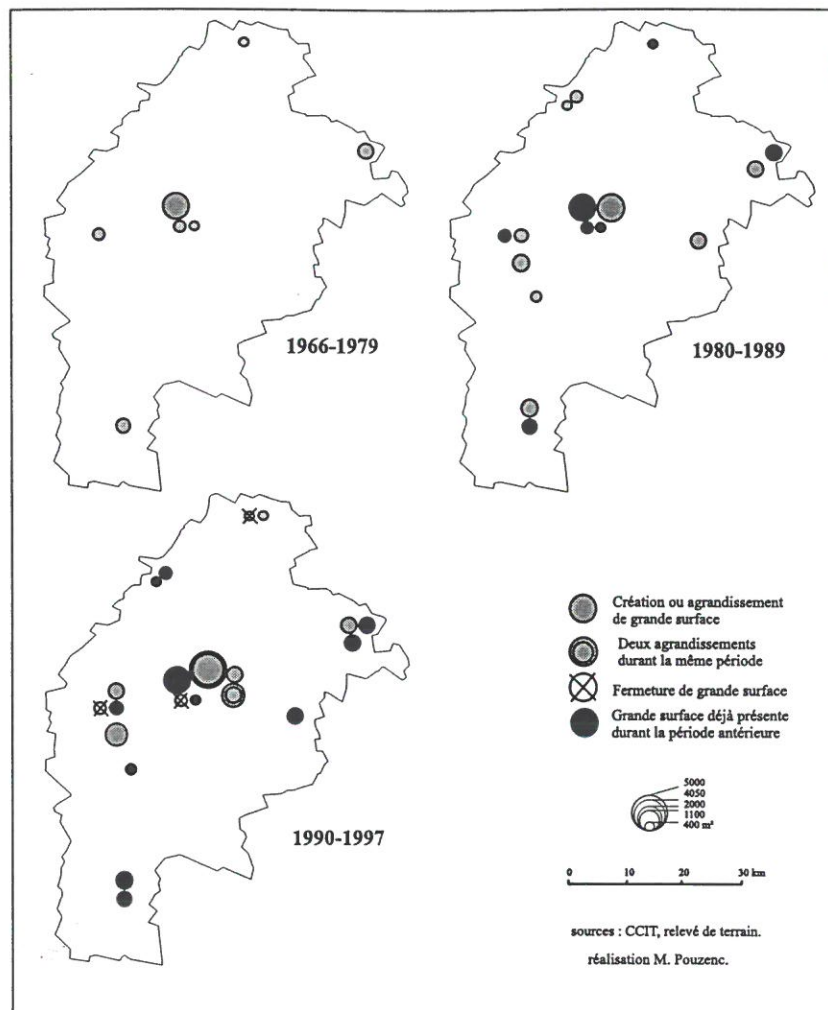 1966-1979
1980-1989
1990-1997
Création ou agrandissement
de grande surface
Deux agrandissements
durant la même période
Fermeture de grande surface
Grande surface déjà présente
durant la période antérieure
5000
4050
2000
1100
400 m²
0 10 20 30 km
sources : CCIT, relevé de terrain.
réalisation M. Pouzenc.